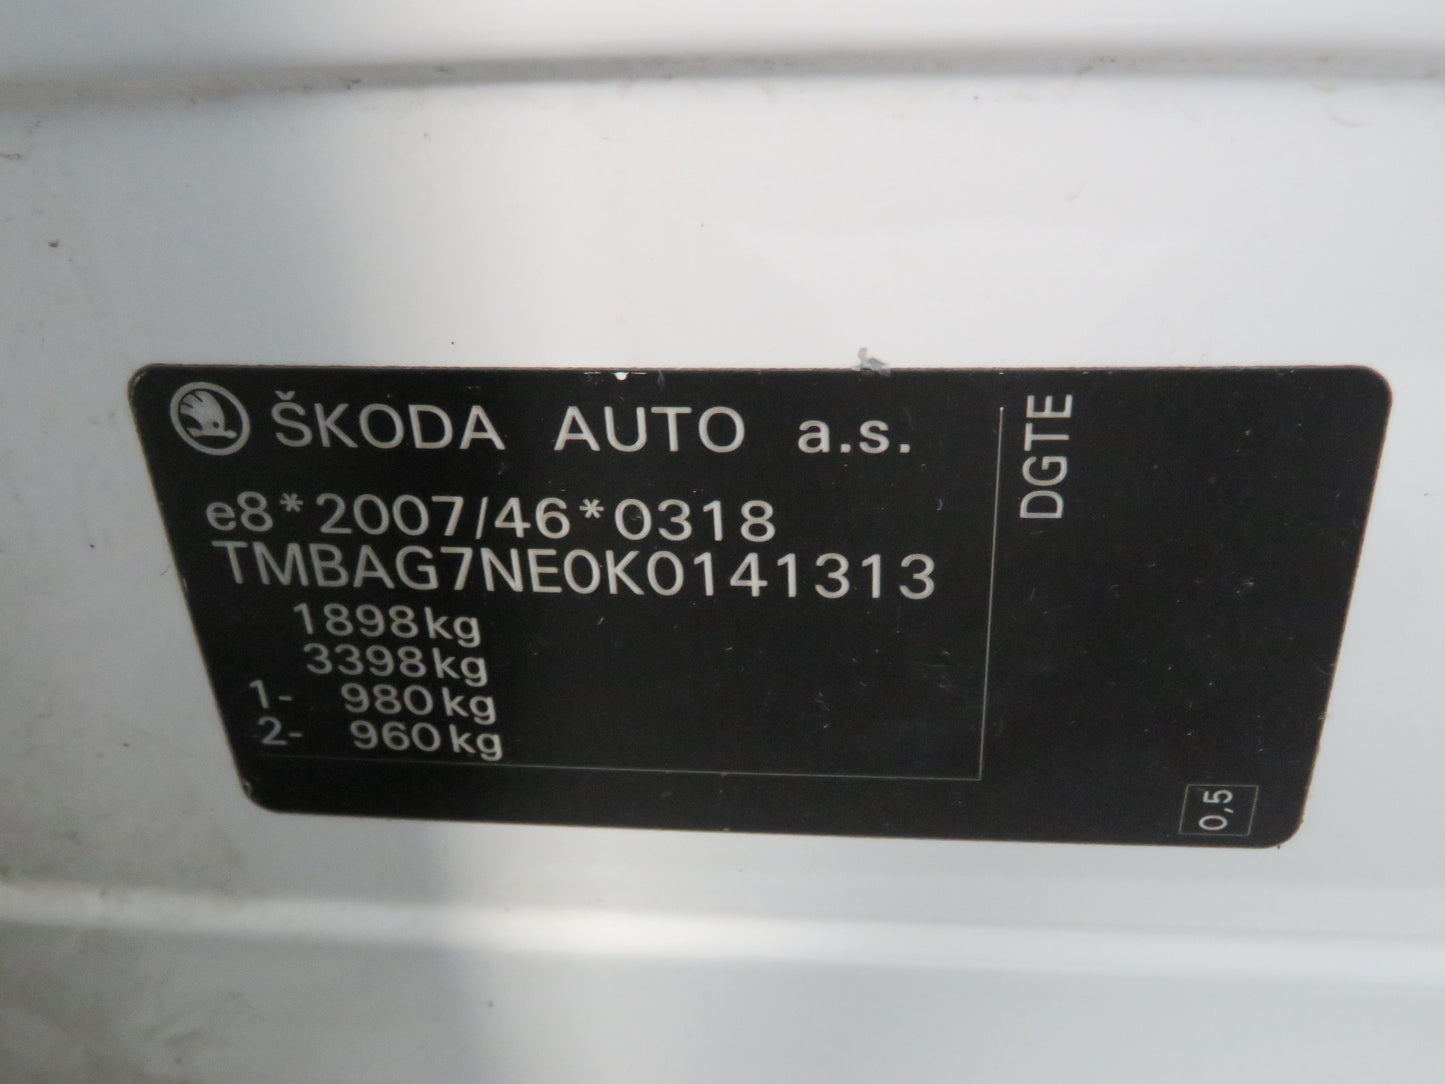 ŠKODA AUTO a.s.
e8*2007/46*0318
TMBAG7NE0K0141313
1898kg
3398kg
1- 980kg
2- 960kg
DGTE
0,5